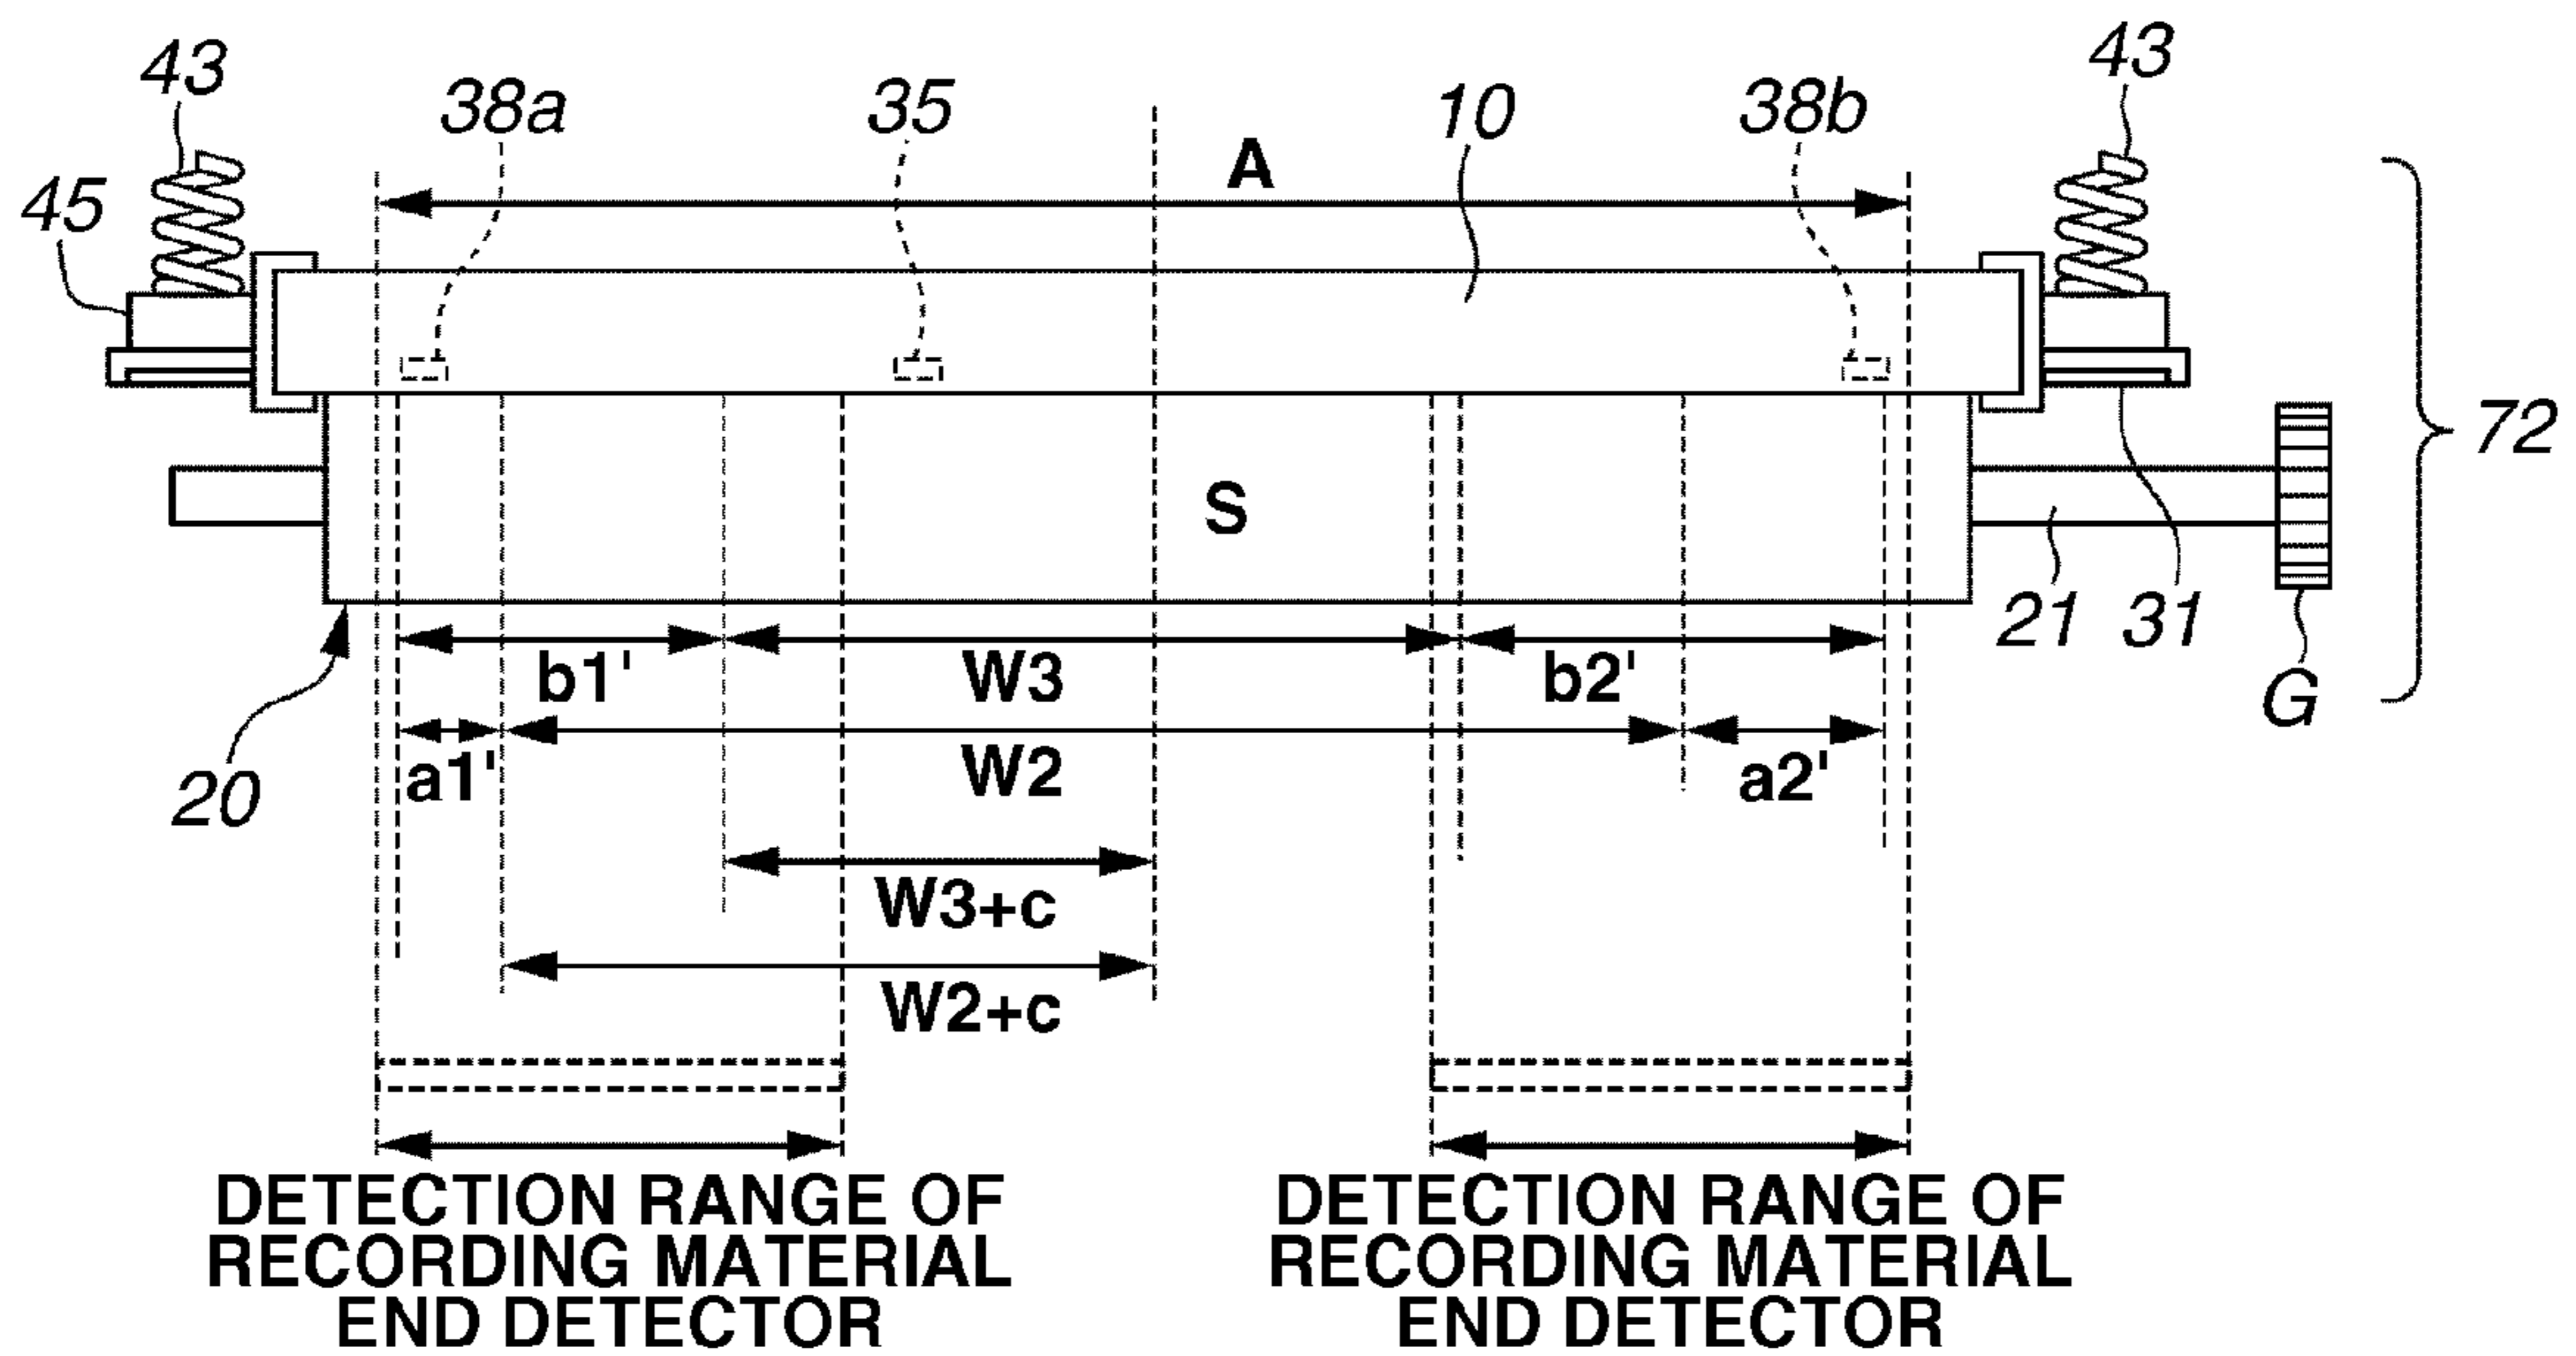 43
43
38a
35
10
38b
A
45
S
72
21
31
b1'
W3
b2'
G
a1'
W2
a2'
20
W3+c
W2+c
DETECTION RANGE OF
RECORDING MATERIAL
END DETECTOR
DETECTION RANGE OF
RECORDING MATERIAL
END DETECTOR